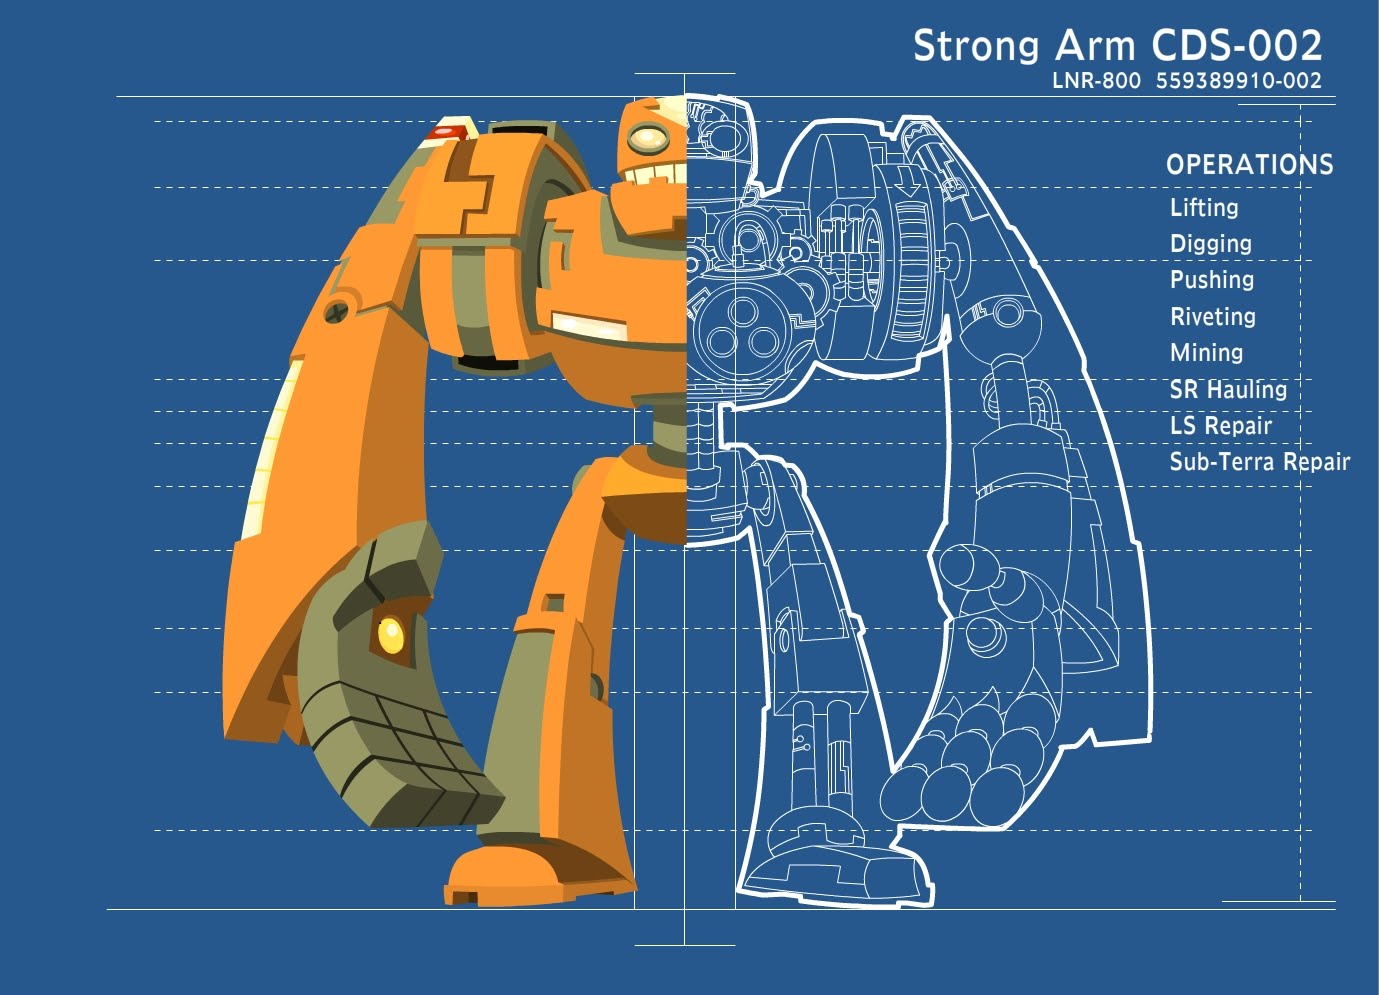 Strong Arm CDS-002
LNR-800 559389910-002
OPERATIONS
Lifting
Digging
Pushing
Riveting
Mining
SR Hauling
LS Repair
Sub-Terra Repair